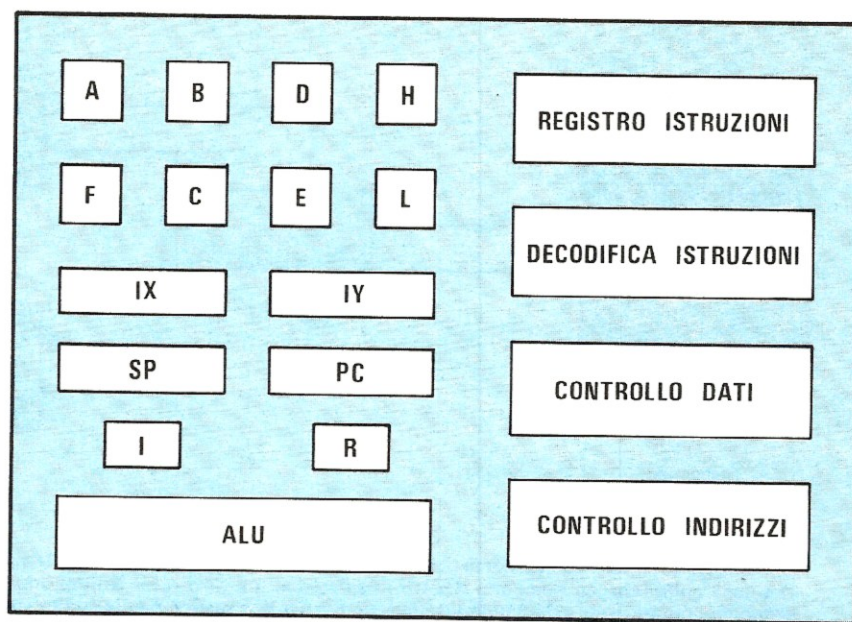 A B D H
F C E L
IX IY
SP PC
I R
ALU
REGISTRO ISTRUZIONI
DECODIFICA ISTRUZIONI
CONTROLLO DATI
CONTROLLO INDIRIZZI